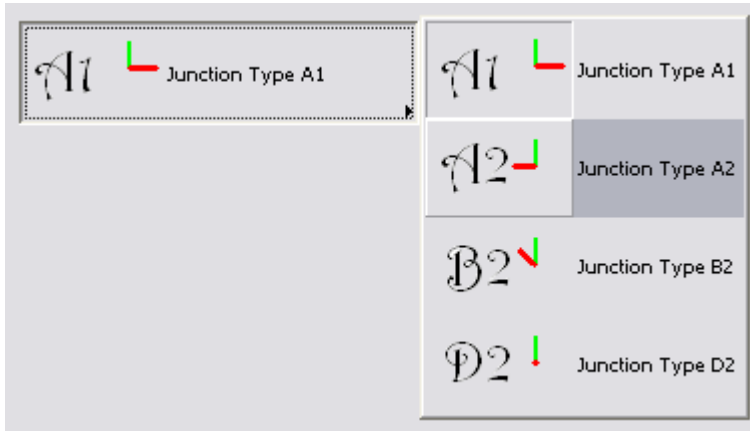 A1 Junction Type A1
A1 Junction Type A1
A2 Junction Type A2
B2 Junction Type B2
D2 Junction Type D2